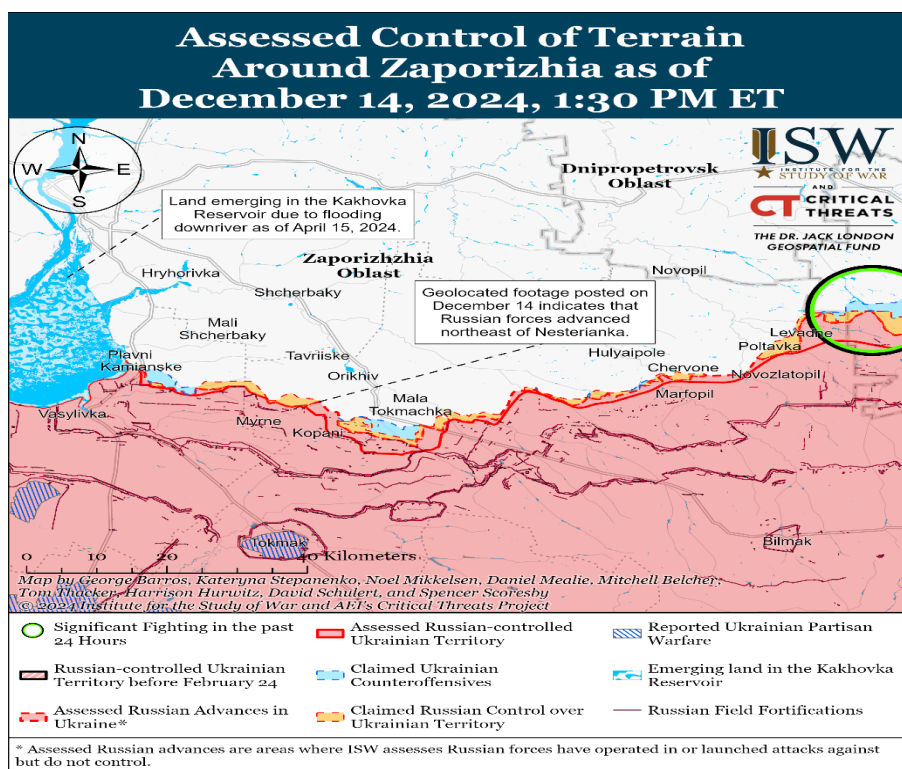 Assessed Control of Terrain
Around Zaporizhia as of
December 14, 2024, 1:30 PM ET
N
W
E
S
ISW
INSTITUTE FOR THE
STUDY OF WAR
AND
CT CRITICAL
THREATS
THE DR. JACK LONDON
GEOSPATIAL FUND
Dnipropetrovsk
Oblast
Land emerging in the Kakhovka
Reservoir due to flooding
downriver as of April 15, 2024.
Zaporizhzhia
Oblast
Hryhorivka
Novopil
Shcherbaky
Geolocated footage posted on
December 14 indicates that
Russian forces advanced
northeast of Nesterianka.
Mali
Shcherbaky
Levadne
Poltavka
Plavni
Kamianske
Tavriiske
Hulyaipole
Chervone
Orikhiv
Novozlatopil
Marfopil
Mala
Tokmachka
Vasylivka
Myrne
Kopani
Tokmak
Bilmak
0 10 20 40 Kilometers
Map by George Barros, Kateryna Stepanenko, Noel Mikkelsen, Daniel Mealie, Mitchell Belcher,
Tom Thacker, Harrison Hurwitz, David Schulert, and Spencer Scoresby
© 2024 Institute for the Study of War and AEI's Critical Threats Project
Significant Fighting in the past
24 Hours
Assessed Russian-controlled
Ukrainian Territory
Reported Ukrainian Partisan
Warfare
Russian-controlled Ukrainian
Territory before February 24
Claimed Ukrainian
Counteroffensives
Emerging land in the Kakhovka
Reservoir
Assessed Russian Advances in
Ukraine*
Claimed Russian Control over
Ukrainian Territory
Russian Field Fortifications
* Assessed Russian advances are areas where ISW assesses Russian forces have operated in or launched attacks against
but do not control.